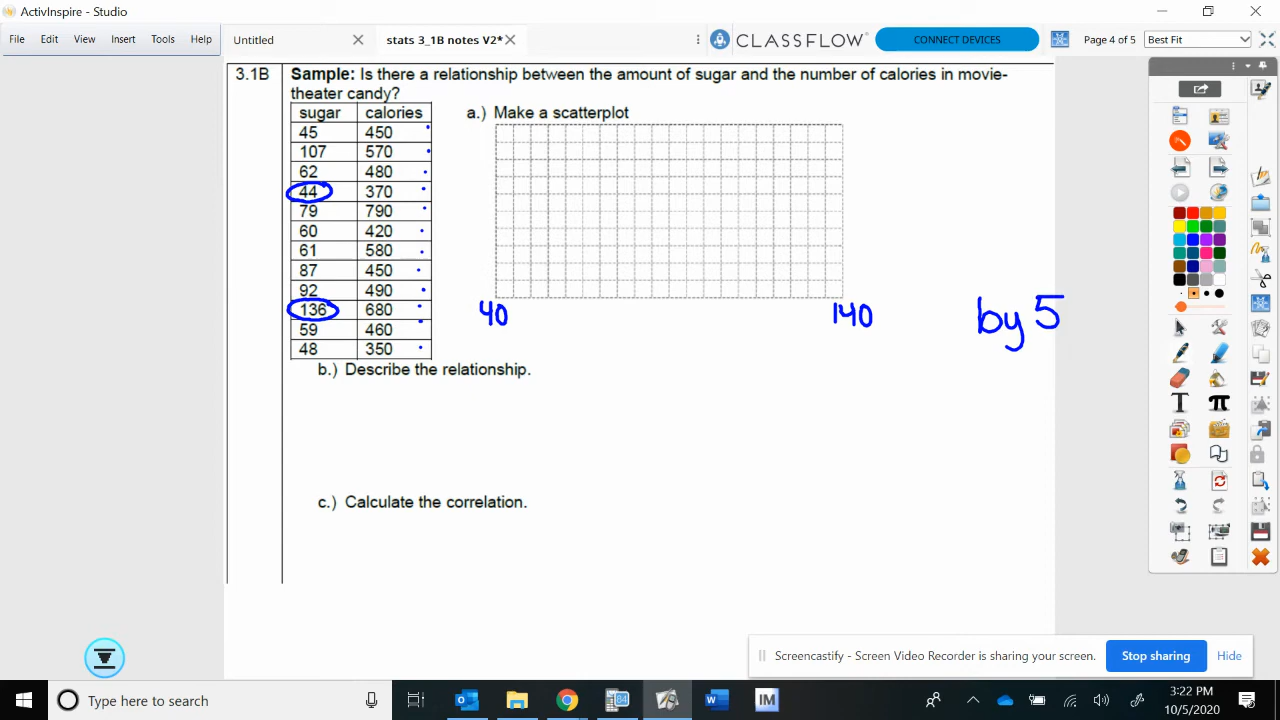 ActivInspire - Studio
File Edit View Insert Tools Help
Untitled
stats 3_1B notes V2*
CLASSFLOW
CONNECT DEVICES
Page 4 of 5
Best Fit
3.1B
Sample: Is there a relationship between the amount of sugar and the number of calories in movie-
theater candy?
sugar calories
45 450
107 570
62 480
44 370
79 790
60 420
61 580
87 450
92 490
136 680
59 460
48 350
a.) Make a scatterplot
40 140
by 5
b.) Describe the relationship.
c.) Calculate the correlation.
T π
Screencastify - Screen Video Recorder is sharing your screen.
Stop sharing
Hide
Type here to search
84
W
IM
3:22 PM
10/5/2020